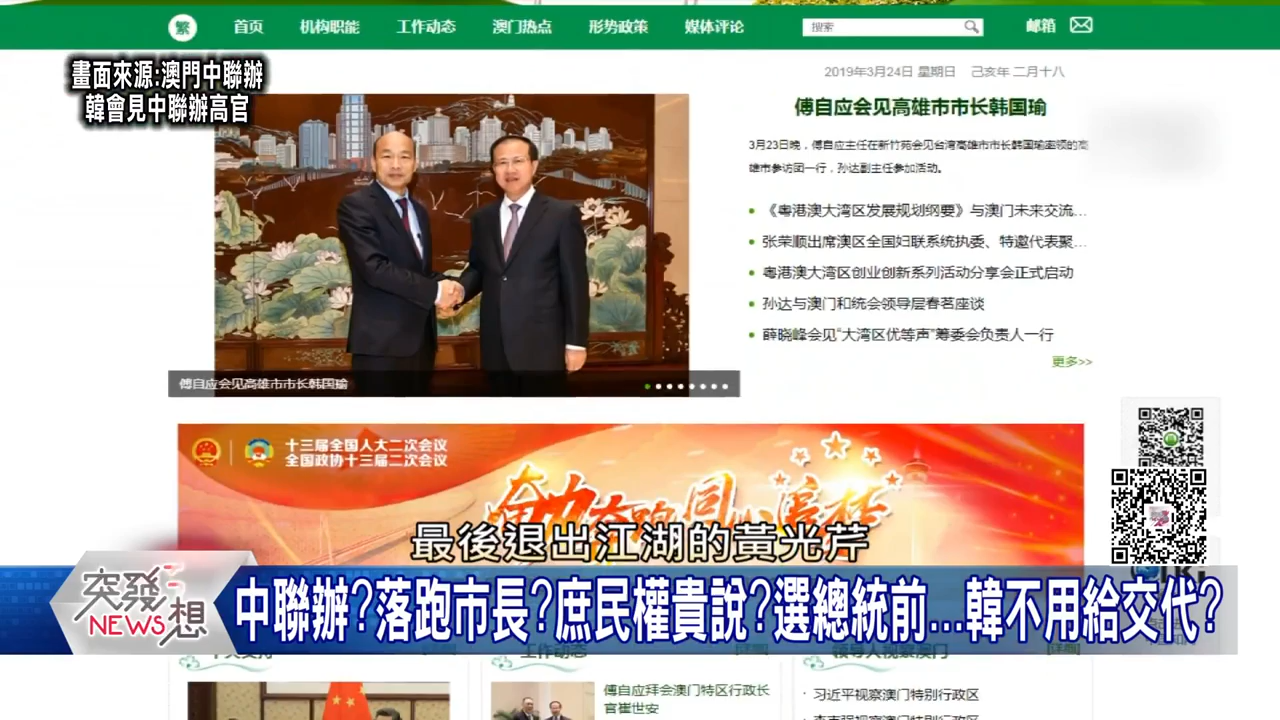 繁 首页 机构职能 工作动态 澳门热点 形势政策 媒体评论 搜索 邮箱
畫面來源:澳門中聯辦
韓會見中聯辦高官
2019年3月24日 星期日 己亥年 二月十八
傅自应会见高雄市市长韩国瑜
3月23日晚，傅自应主任在新竹苑会见台湾高雄市市长韩国瑜率领的高
雄市参访团一行，孙达副主任参加活动。
《粤港澳大湾区发展规划纲要》与澳门未来交流...
张荣顺出席澳区全国妇联系统执委、特邀代表聚...
粤港澳大湾区创业创新系列活动分享会正式启动
孙达与澳门和统会领导层春茗座谈
薛晓峰会见“大湾区优等声”筹委会负责人一行
更多>>
傅自应会见高雄市市长韩国瑜
十三届全国人大二次会议
全国政协十三届二次会议
最後退出江湖的黃光芹
突發三想
NEWS
中聯辦?落跑市長?庶民權貴說?選總統前...韓不用給交代?
工作动态
领导人视察澳门
傅自应拜会澳门特区行政长
官崔世安
习近平视察澳门特别行政区